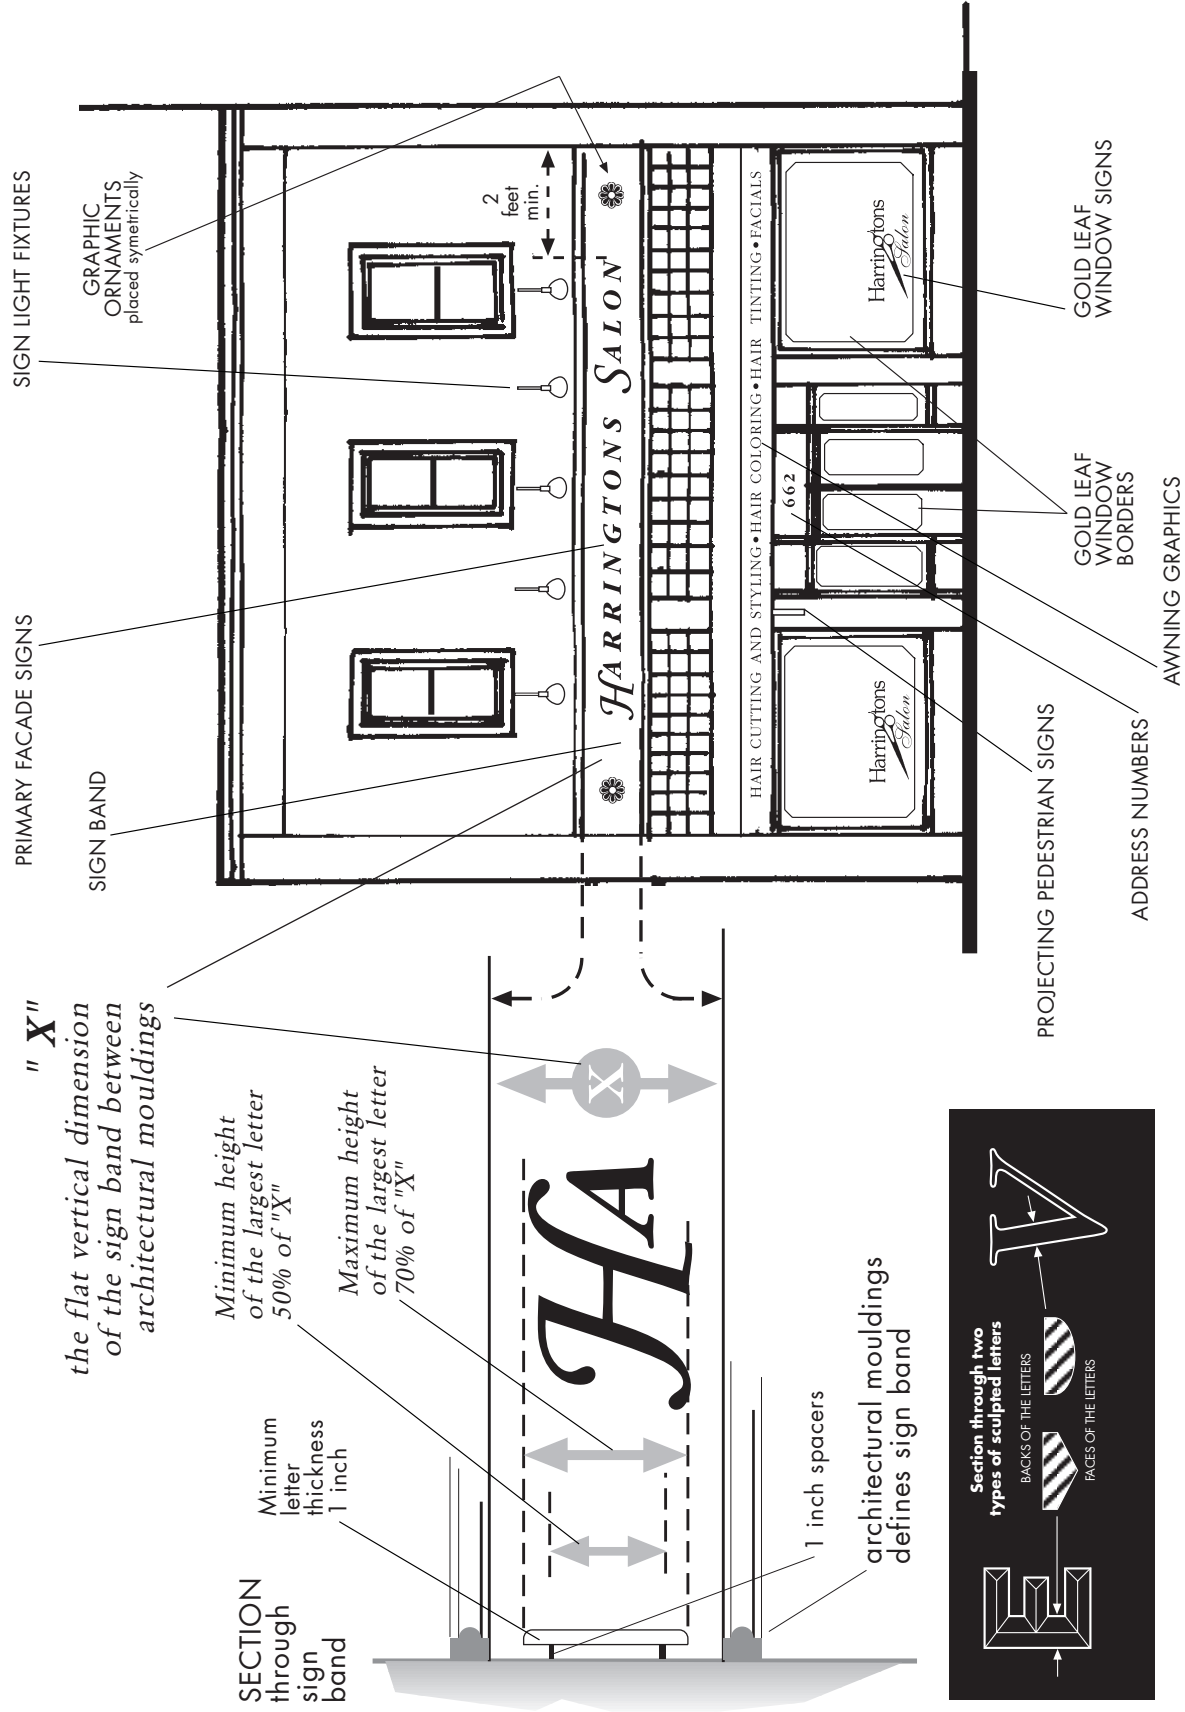 " X"
the flat vertical dimension
of the sign band between
architectural mouldings
PRIMARY FACADE SIGNS
SIGN BAND
SIGN LIGHT FIXTURES
GRAPHIC
ORNAMENTS
placed symetrically
2
feet
min.
HARRINGTONS SALON
HAIR CUTTING AND STYLING•HAIR COLORING•HAIR TINTING•FACIALS
662
Harringtons
Salon
Harringtons
Salon
SECTION
through
sign
band
Minimum
letter
thickness
1 inch
Minimum height
of the largest letter
50% of "X"
Maximum height
of the largest letter
70% of "X"
HA
X
1 inch spacers
architectural mouldings
defines sign band
PROJECTING PEDESTRIAN SIGNS
ADDRESS NUMBERS
AWNING GRAPHICS
GOLD LEAF
WINDOW
BORDERS
GOLD LEAF
WINDOW SIGNS
E
Section through two
types of sculpted letters
BACKS OF THE LETTERS
FACES OF THE LETTERS
V